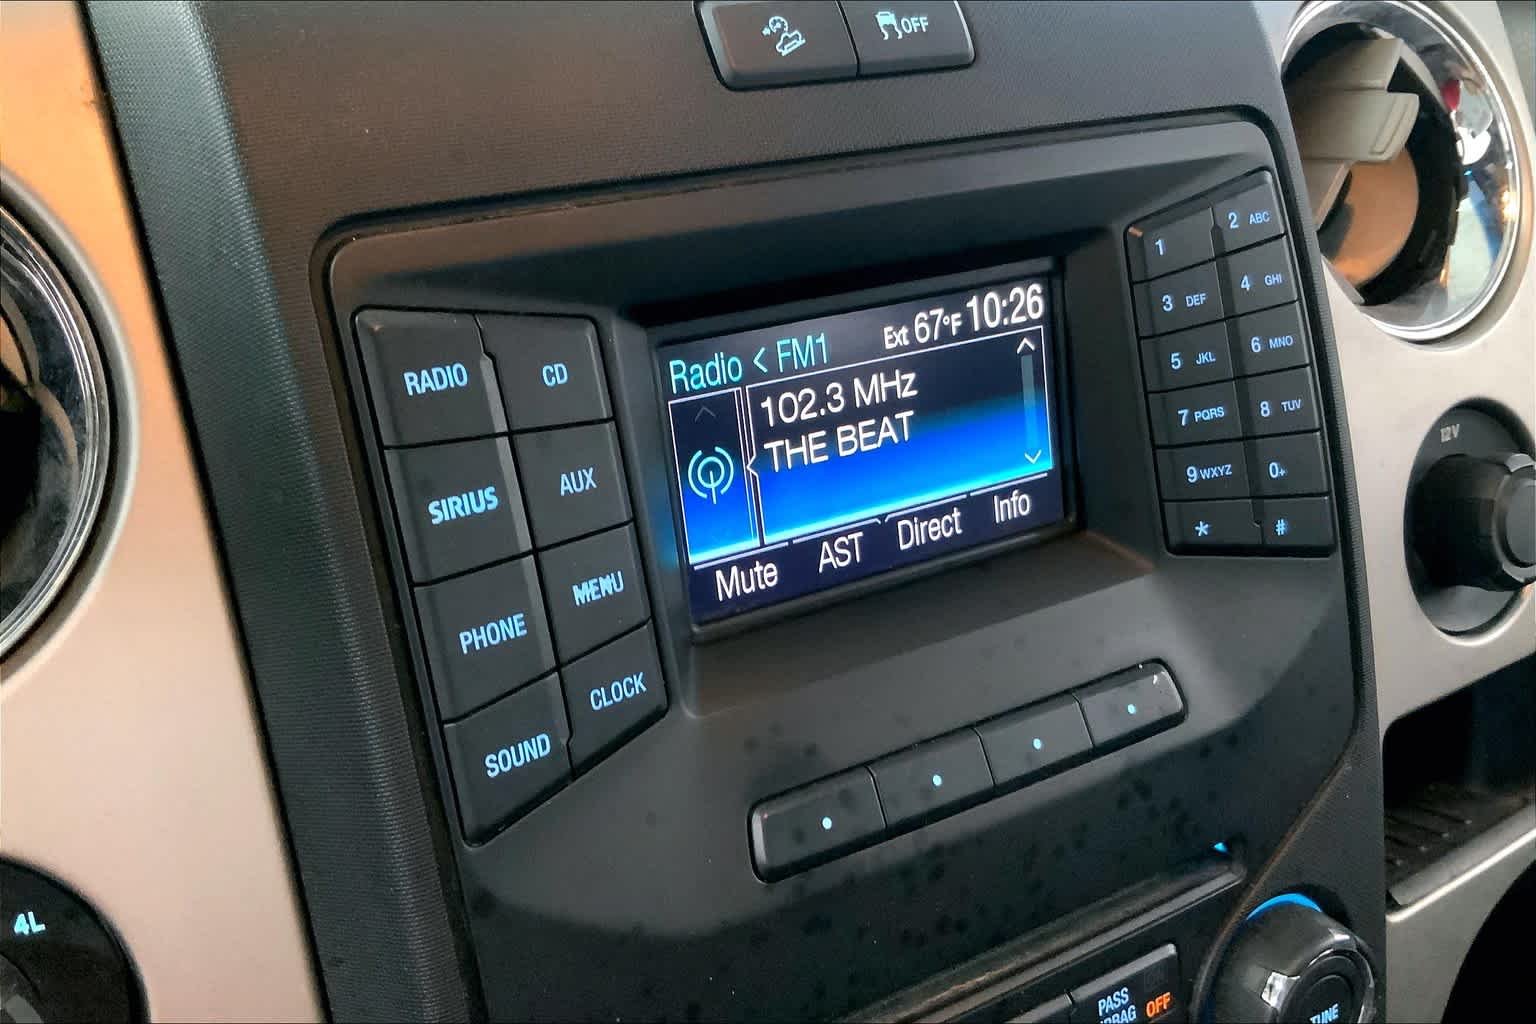 OFF
Radio < FM1 Ext 67°F 10:26
102.3 MHz
THE BEAT
Mute AST Direct Info
RADIO CD
SIRIUS AUX
PHONE MENU
SOUND CLOCK
1 2 ABC
3 DEF 4 GHI
5 JKL 6 MNO
7 PQRS 8 TUV
9 WXYZ 0+
* #
12V
4L
PASS
OFF
TUNE